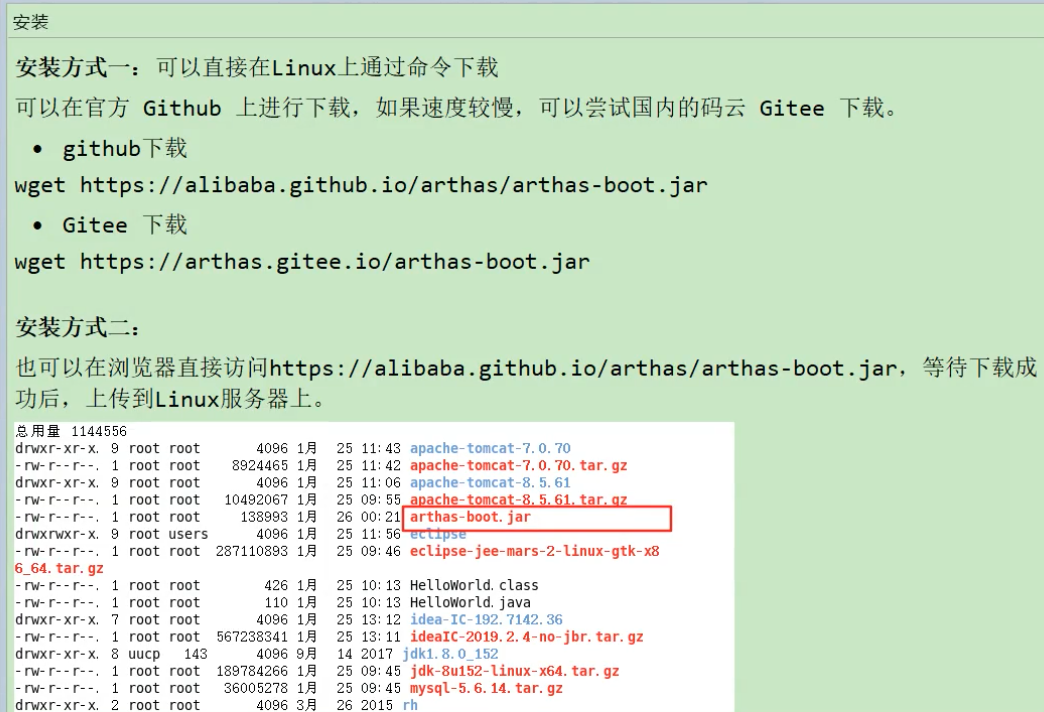 安装
安装方式一：可以直接在Linux上通过命令下载
可以在官方 Github 上进行下载，如果速度较慢，可以尝试国内的码云 Gitee 下载。
• github下载
wget https://alibaba.github.io/arthas/arthas-boot.jar
• Gitee 下载
wget https://arthas.gitee.io/arthas-boot.jar
安装方式二：
也可以在浏览器直接访问https://alibaba.github.io/arthas/arthas-boot.jar，等待下载成
功后，上传到Linux服务器上。
总用量 1144556
drwxr-xr-x. 9 root root 4096 1月 25 11:43 apache-tomcat-7.0.70
-rw-r--r--. 1 root root 8924465 1月 25 11:42 apache-tomcat-7.0.70.tar.gz
drwxr-xr-x. 9 root root 4096 1月 25 11:06 apache-tomcat-8.5.61
-rw-r--r--. 1 root root 10492067 1月 25 09:55 apache-tomcat-8.5.61.tar.gz
-rw-r--r--. 1 root root 138993 1月 26 00:21 arthas-boot.jar
drwxrwxr-x. 9 root users 4096 1月 25 11:56 eclipse
-rw-r--r--. 1 root root 287110893 1月 25 09:46 eclipse-jee-mars-2-linux-gtk-x8
6_64.tar.gz
-rw-r--r--. 1 root root 426 1月 25 10:13 HelloWorld.class
-rw-r--r--. 1 root root 110 1月 25 10:13 HelloWorld.java
drwxr-xr-x. 7 root root 4096 1月 25 13:12 idea-IC-192.7142.36
-rw-r--r--. 1 root root 567238341 1月 25 13:11 ideaIC-2019.2.4-no-jbr.tar.gz
drwxr-xr-x. 8 uucp 143 4096 9月 14 2017 jdk1.8.0_152
-rw-r--r--. 1 root root 189784266 1月 25 09:45 jdk-8u152-linux-x64.tar.gz
-rw-r--r--. 1 root root 36005278 1月 25 09:45 mysql-5.6.14.tar.gz
drwxr-xr-x. 2 root root 4096 3月 26 2015 rh